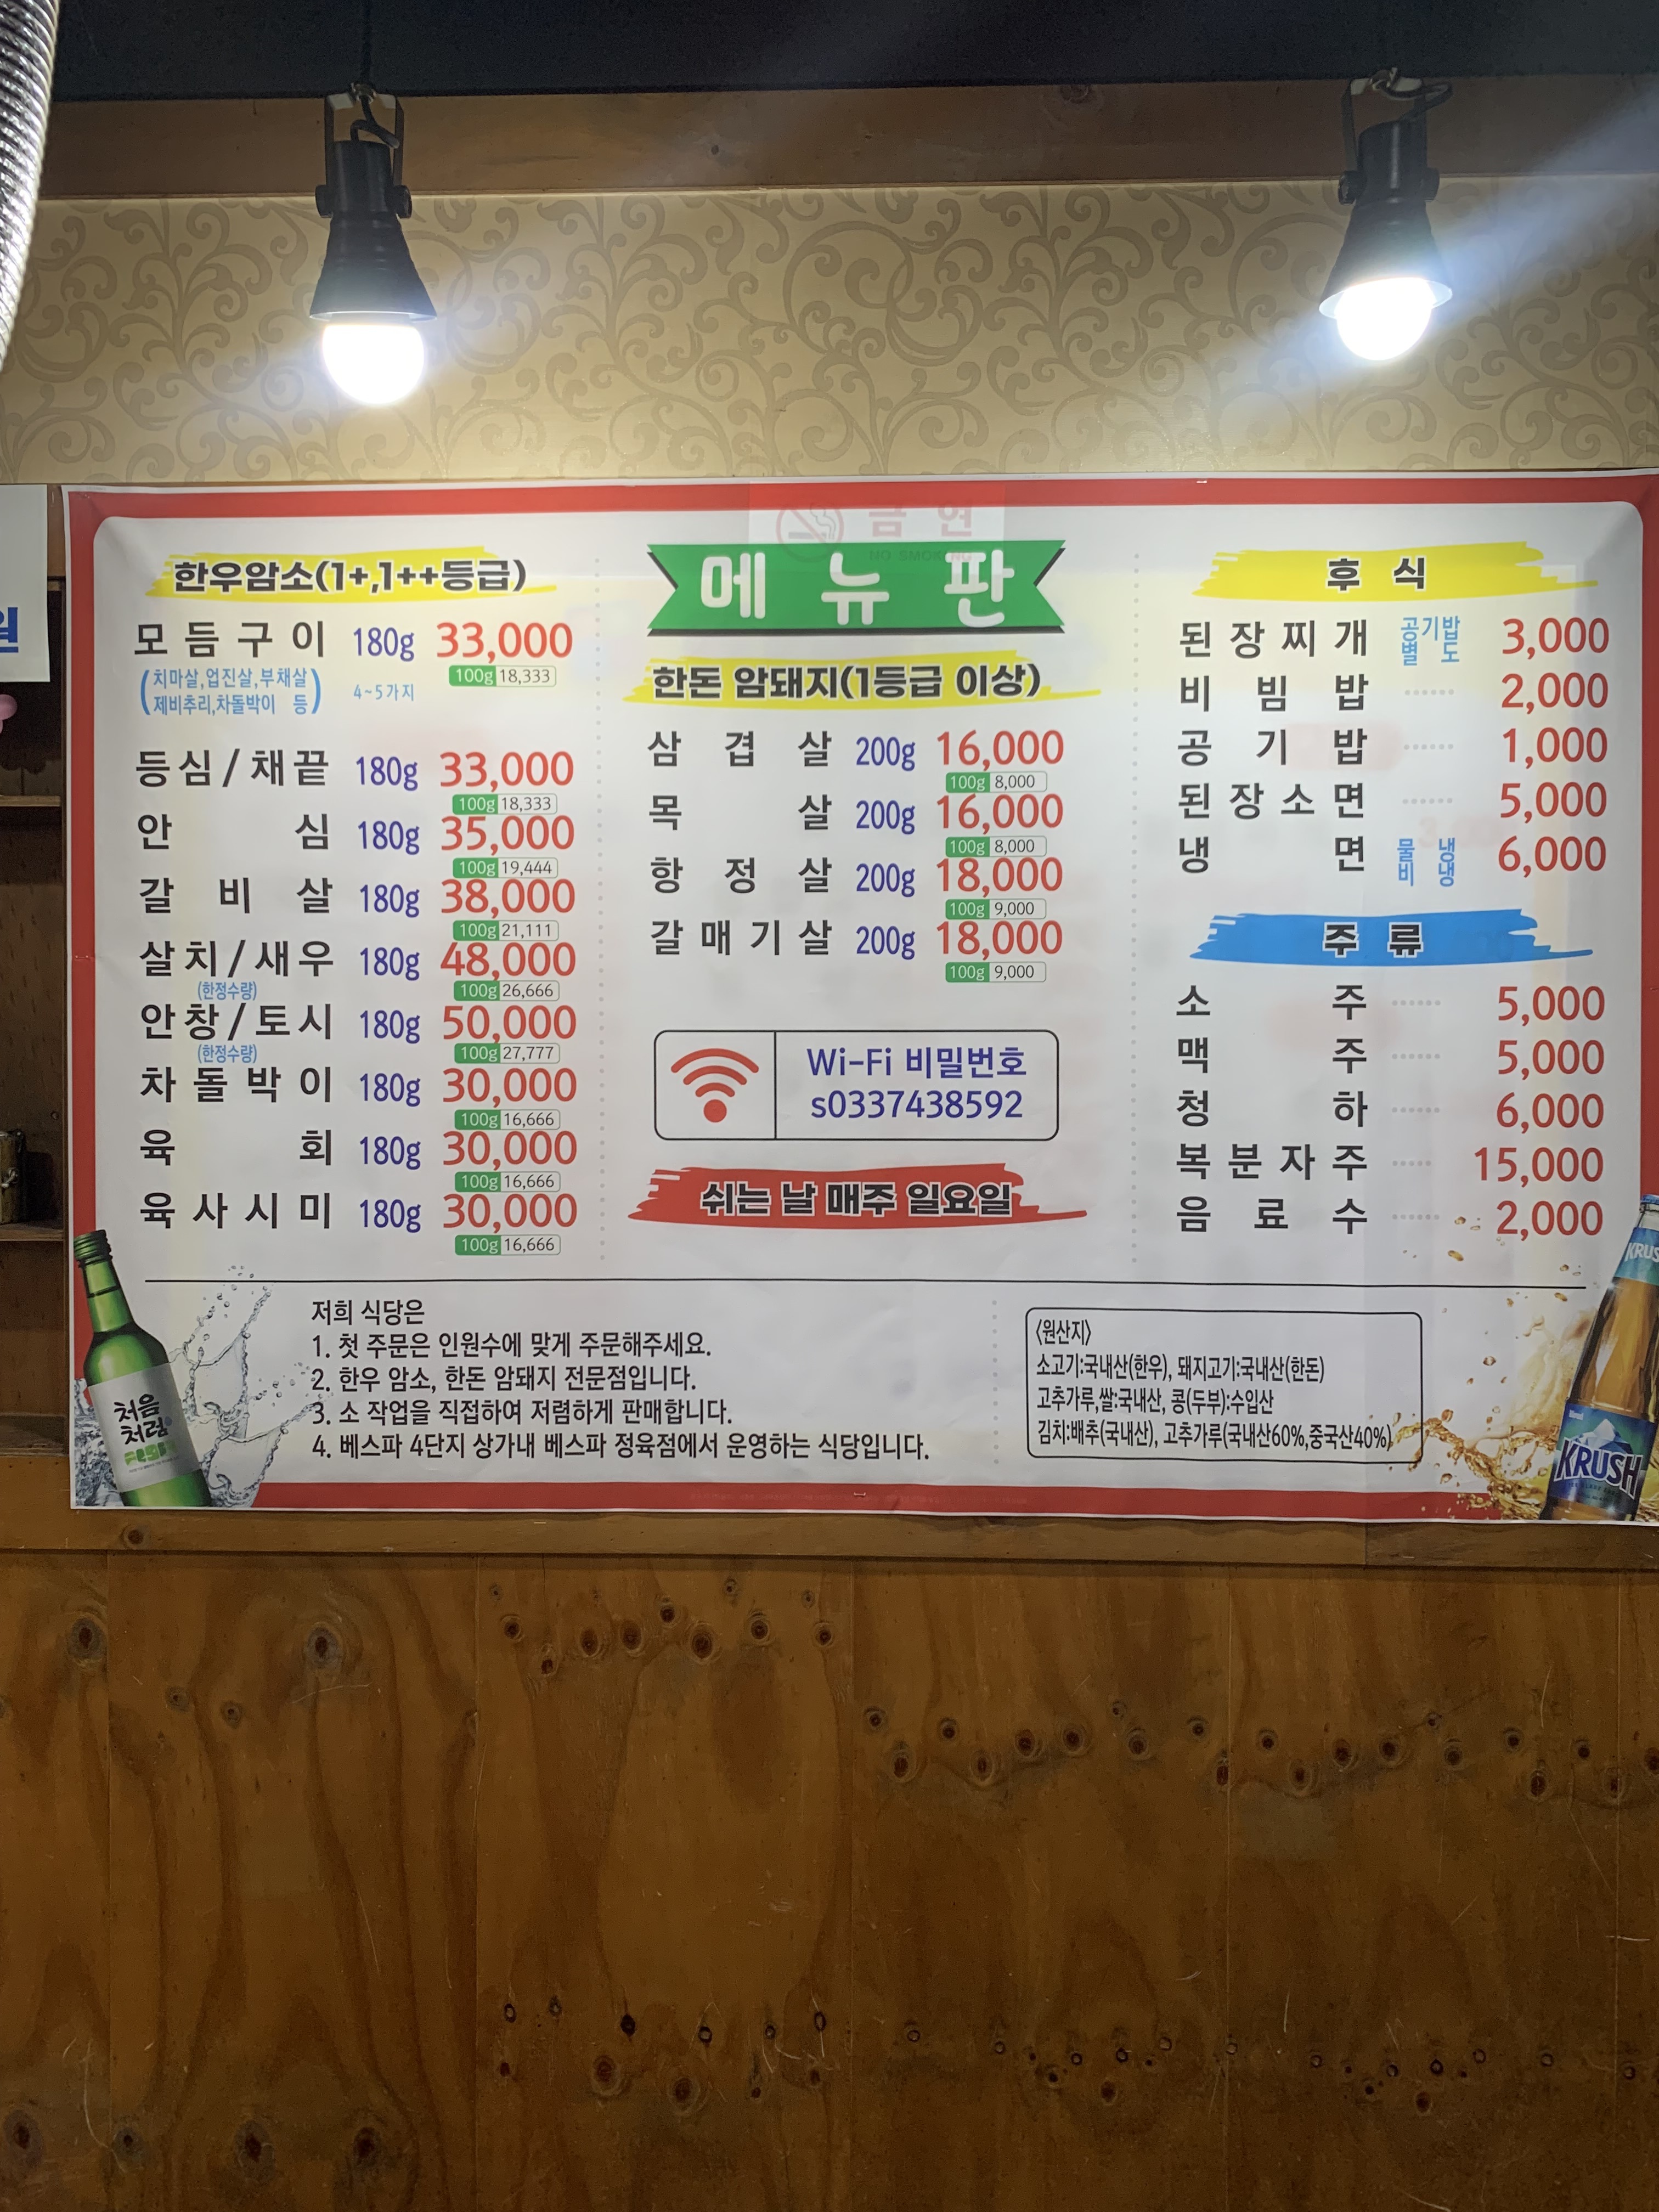 원
금연
NO SMOKING
메뉴판
한우암소(1+,1++등급)
모듬구이 180g 33,000
100g 18,333
(치마살,업진살,부채살
제비추리,차돌박이 등) 4~5가지
등심/채끝 180g 33,000
100g 18,333
안심 180g 35,000
100g 19,444
갈비살 180g 38,000
100g 21,111
살치/새우 180g 48,000
(한정수량) 100g 26,666
안창/토시 180g 50,000
(한정수량) 100g 27,777
차돌박이 180g 30,000
100g 16,666
육회 180g 30,000
100g 16,666
육사시미 180g 30,000
100g 16,666
한돈 암돼지(1등급 이상)
삼겹살 200g 16,000
100g 8,000
목살 200g 16,000
100g 8,000
항정살 200g 18,000
100g 9,000
갈매기살 200g 18,000
100g 9,000
Wi-Fi 비밀번호
s0337438592
쉬는 날 매주 일요일
후식
된장찌개 공기밥 별도 3,000
비빔밥 ...... 2,000
공기밥 ...... 1,000
된장소면 ...... 5,000
냉면 물냉 비냉 6,000
주류
소주 ...... 5,000
맥주 ...... 5,000
청하 ...... 6,000
복분자주 ..... 15,000
음료수 ...... 2,000
저희 식당은
1. 첫 주문은 인원수에 맞게 주문해주세요.
2. 한우 암소, 한돈 암돼지 전문점입니다.
3. 소 작업을 직접하여 저렴하게 판매합니다.
4. 베스파 4단지 상가내 베스파 정육점에서 운영하는 식당입니다.
〈원산지〉
소고기:국내산(한우), 돼지고기:국내산(한돈)
고추가루,쌀:국내산, 콩(두부):수입산
김치:배추(국내산), 고추가루(국내산60%,중국산40%)
처음
처럼
KRUSH
KRUSH